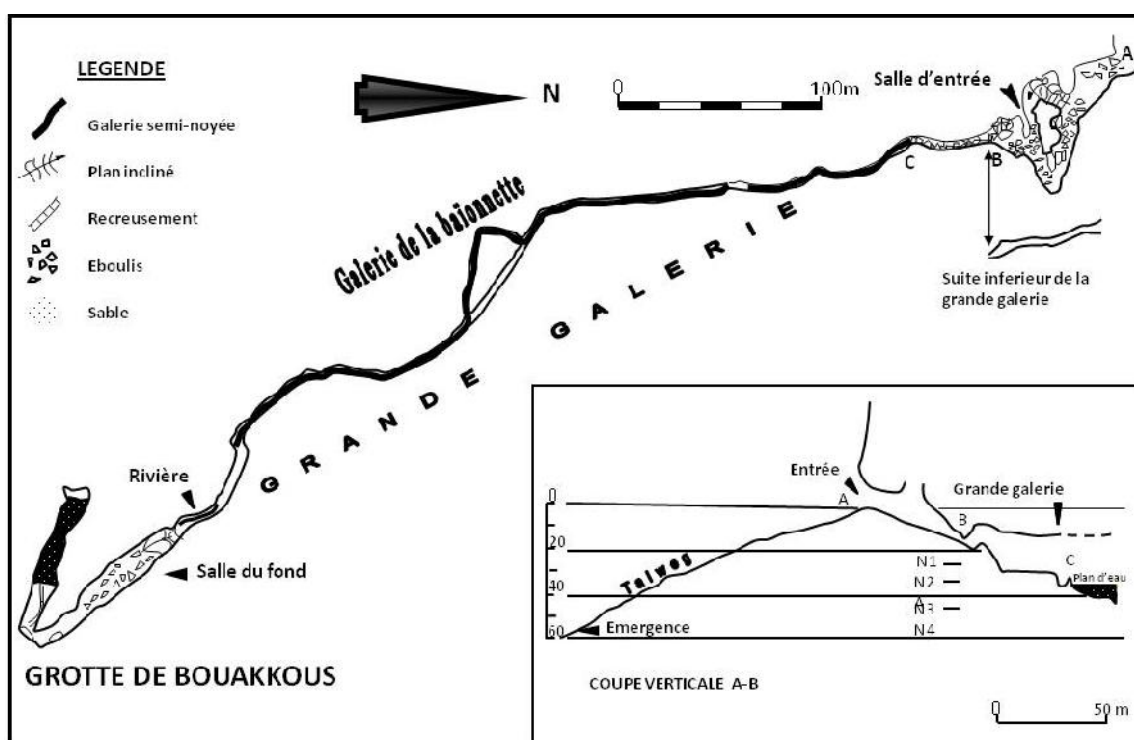 LEGENDE
Galerie semi-noyée
Plan incliné
Recreusement
Eboulis
Sable
N
0 100m
Salle d'entrée
A
B
C
Galerie de la baïonnette
GRANDE GALERIE
Suite inferieur de la
grande galerie
Rivière
Salle du fond
GROTTE DE BOUAKKOUS
Entrée
Grande galerie
0
A
B
20
N1
C
N2
Plan d'eau
40
A
N3
60
N4
Talweg
Emergence
COUPE VERTICALE A-B
0 50 m